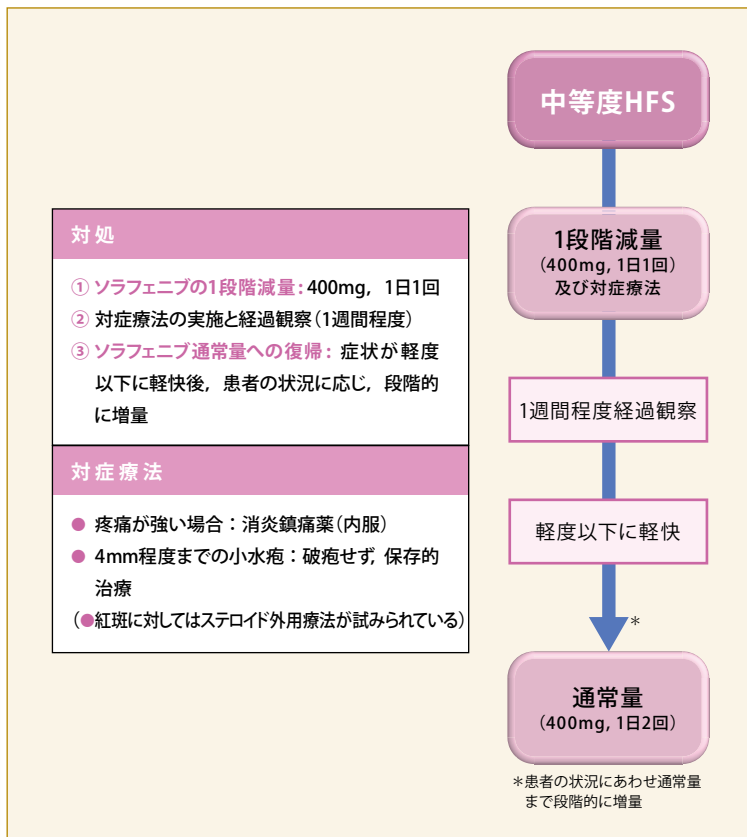 対処
① ソラフェニブの1段階減量：400mg，1日1回
② 対症療法の実施と経過観察（1週間程度）
③ ソラフェニブ通常量への復帰：症状が軽度
以下に軽快後，患者の状況に応じ，段階的
に増量
対症療法
● 疼痛が強い場合：消炎鎮痛薬（内服）
● 4mm程度までの小水疱：破疱せず，保存的
治療
（●紅斑に対してはステロイド外用療法が試みられている）
中等度HFS
1段階減量
（400mg，1日1回）
及び対症療法
1週間程度経過観察
軽度以下に軽快
＊
通常量
（400mg，1日2回）
＊患者の状況にあわせ通常量
まで段階的に増量